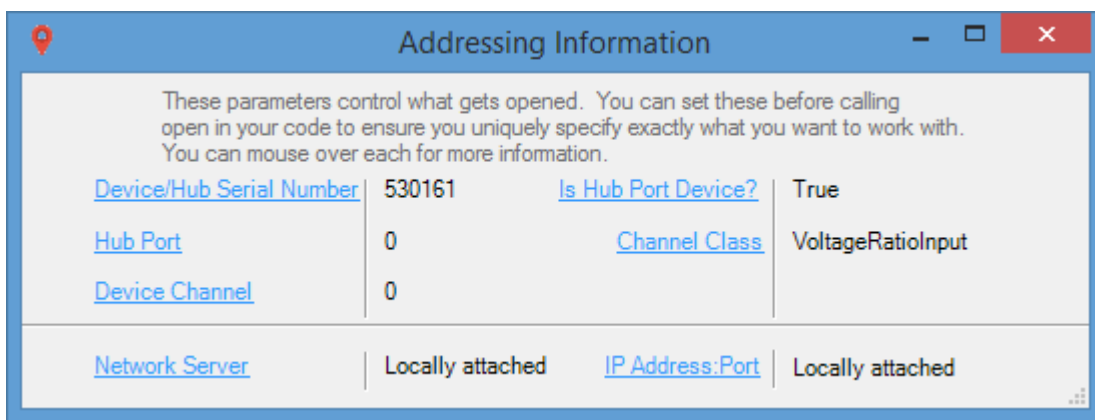 Addressing Information
These parameters control what gets opened. You can set these before calling
open in your code to ensure you uniquely specify exactly what you want to work with.
You can mouse over each for more information.
Device/Hub Serial Number 530161 Is Hub Port Device? True
Hub Port 0 Channel Class VoltageRatioInput
Device Channel 0
Network Server Locally attached IP Address:Port Locally attached